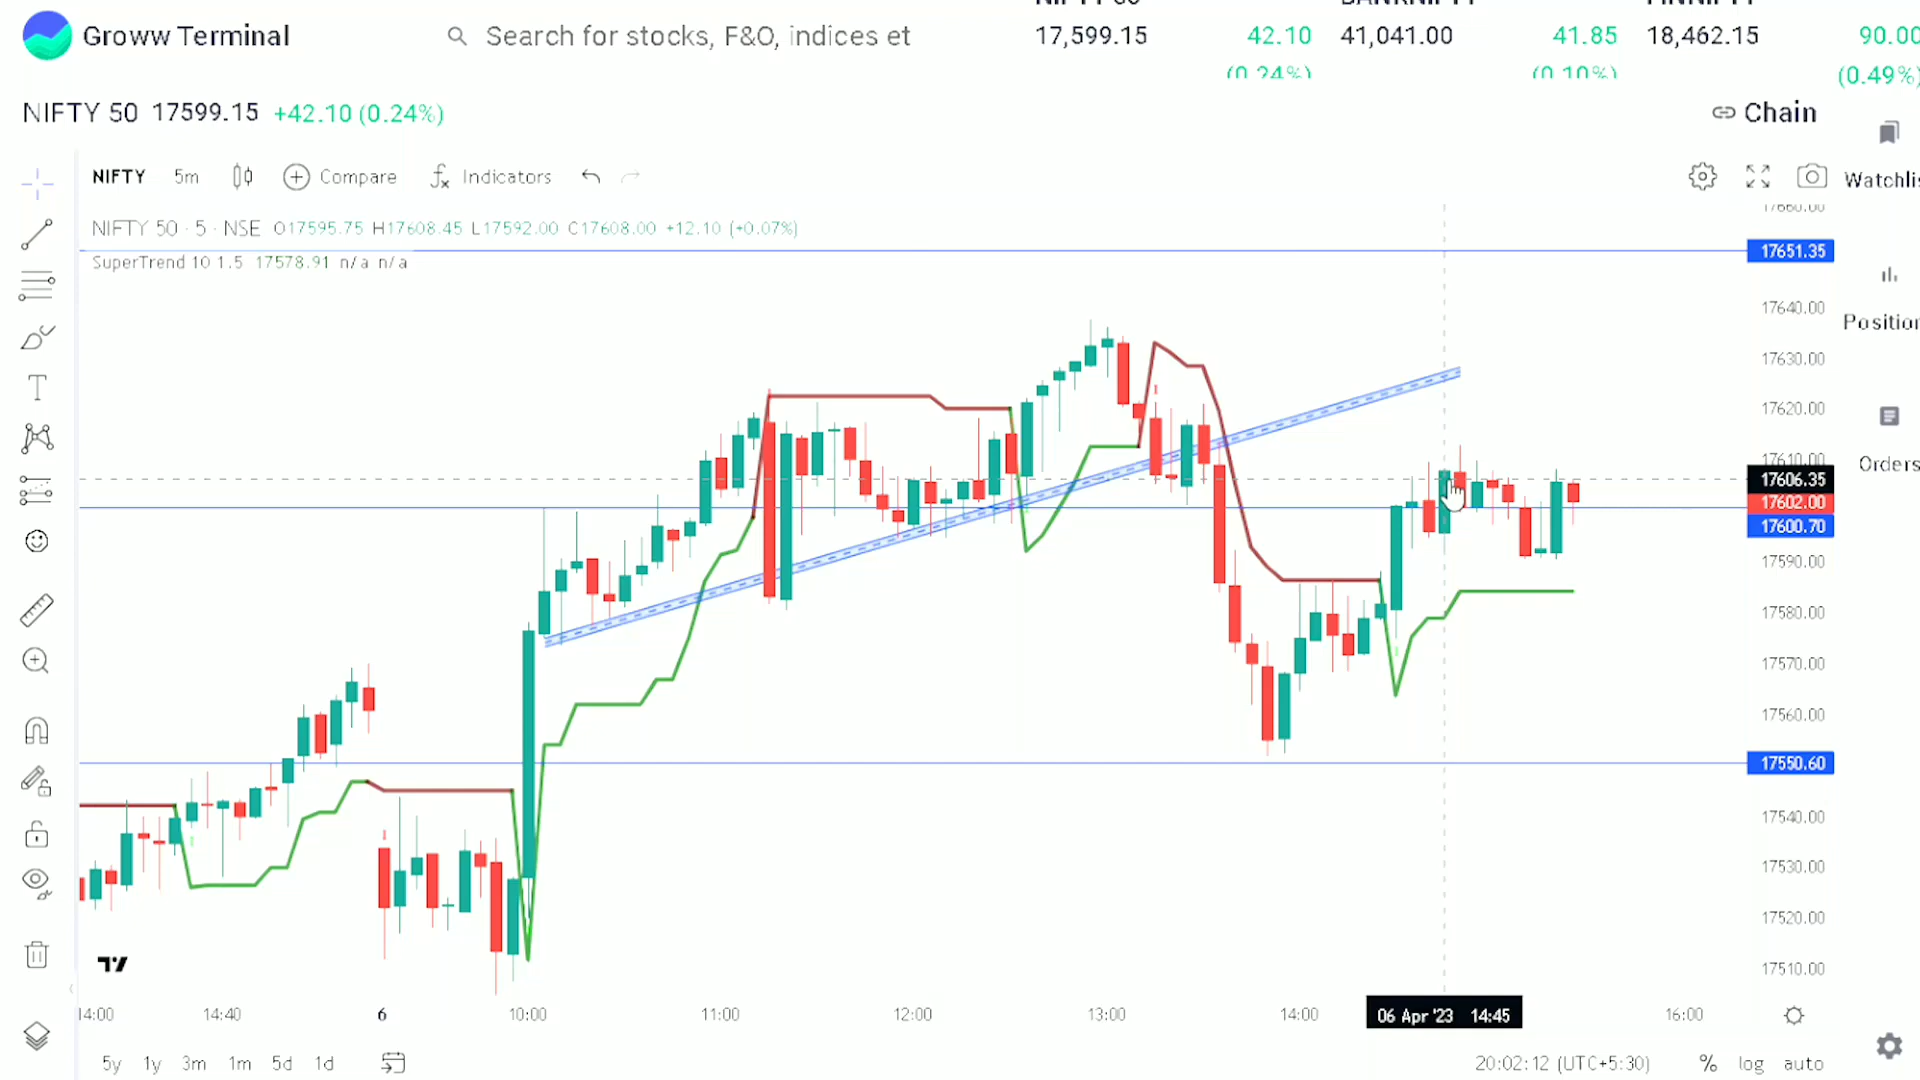 Groww Terminal
Search for stocks, F&O, indices et
17,599.15 42.10 41,041.00 41.85 18,462.15 90.00
(0.24%) (0.10%) (0.49%)
NIFTY 50 17599.15 +42.10 (0.24%)
Chain
NIFTY 5m Compare Indicators
Watchlis
NIFTY 50 · 5 · NSE O17595.75 H17608.45 L17592.00 C17608.00 +12.10 (+0.07%)
SuperTrend 10 1.5 17578.91 n/a n/a
17660.00
17651.35
17640.00
Position
17630.00
17620.00
17610.00
Orders
17606.35
17602.00
17600.70
17590.00
17580.00
17570.00
17560.00
17550.60
17540.00
17530.00
17520.00
17510.00
14:00 14:40 6 10:00 11:00 12:00 13:00 14:00 06 Apr '23 14:45 16:00
5y 1y 3m 1m 5d 1d
20:02:12 (UTC+5:30) % log auto